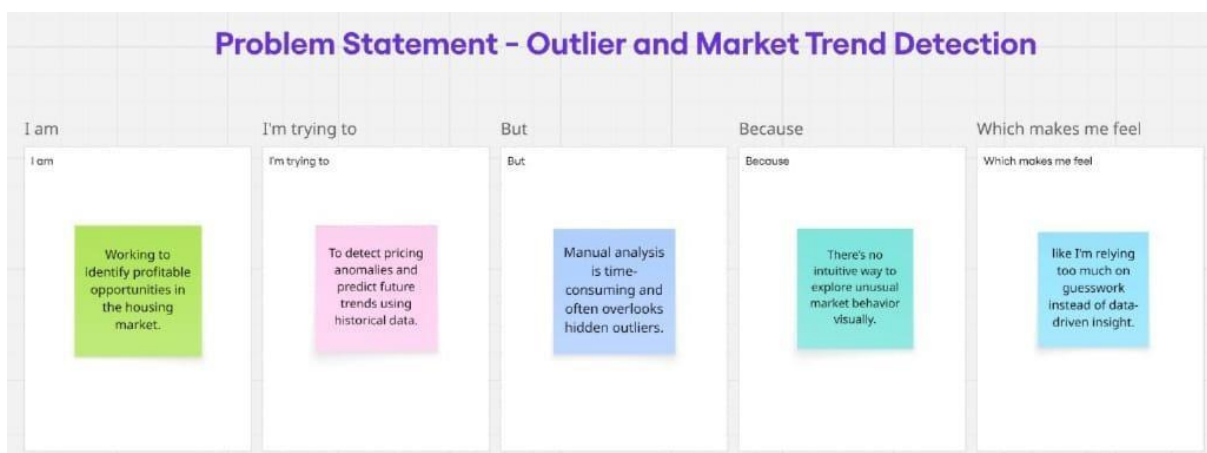 Problem Statement - Outlier and Market Trend Detection
I am
I'm trying to
But
Because
Which makes me feel
I am
I'm trying to
But
Because
Which makes me feel
Working to
identify profitable
opportunities in
the housing
market.
To detect pricing
anomalies and
predict future
trends using
historical data.
Manual analysis
is time-
consuming and
often overlooks
hidden outliers.
There's no
intuitive way to
explore unusual
market behavior
visually.
like I'm relying
too much on
guesswork
instead of data-
driven insight.